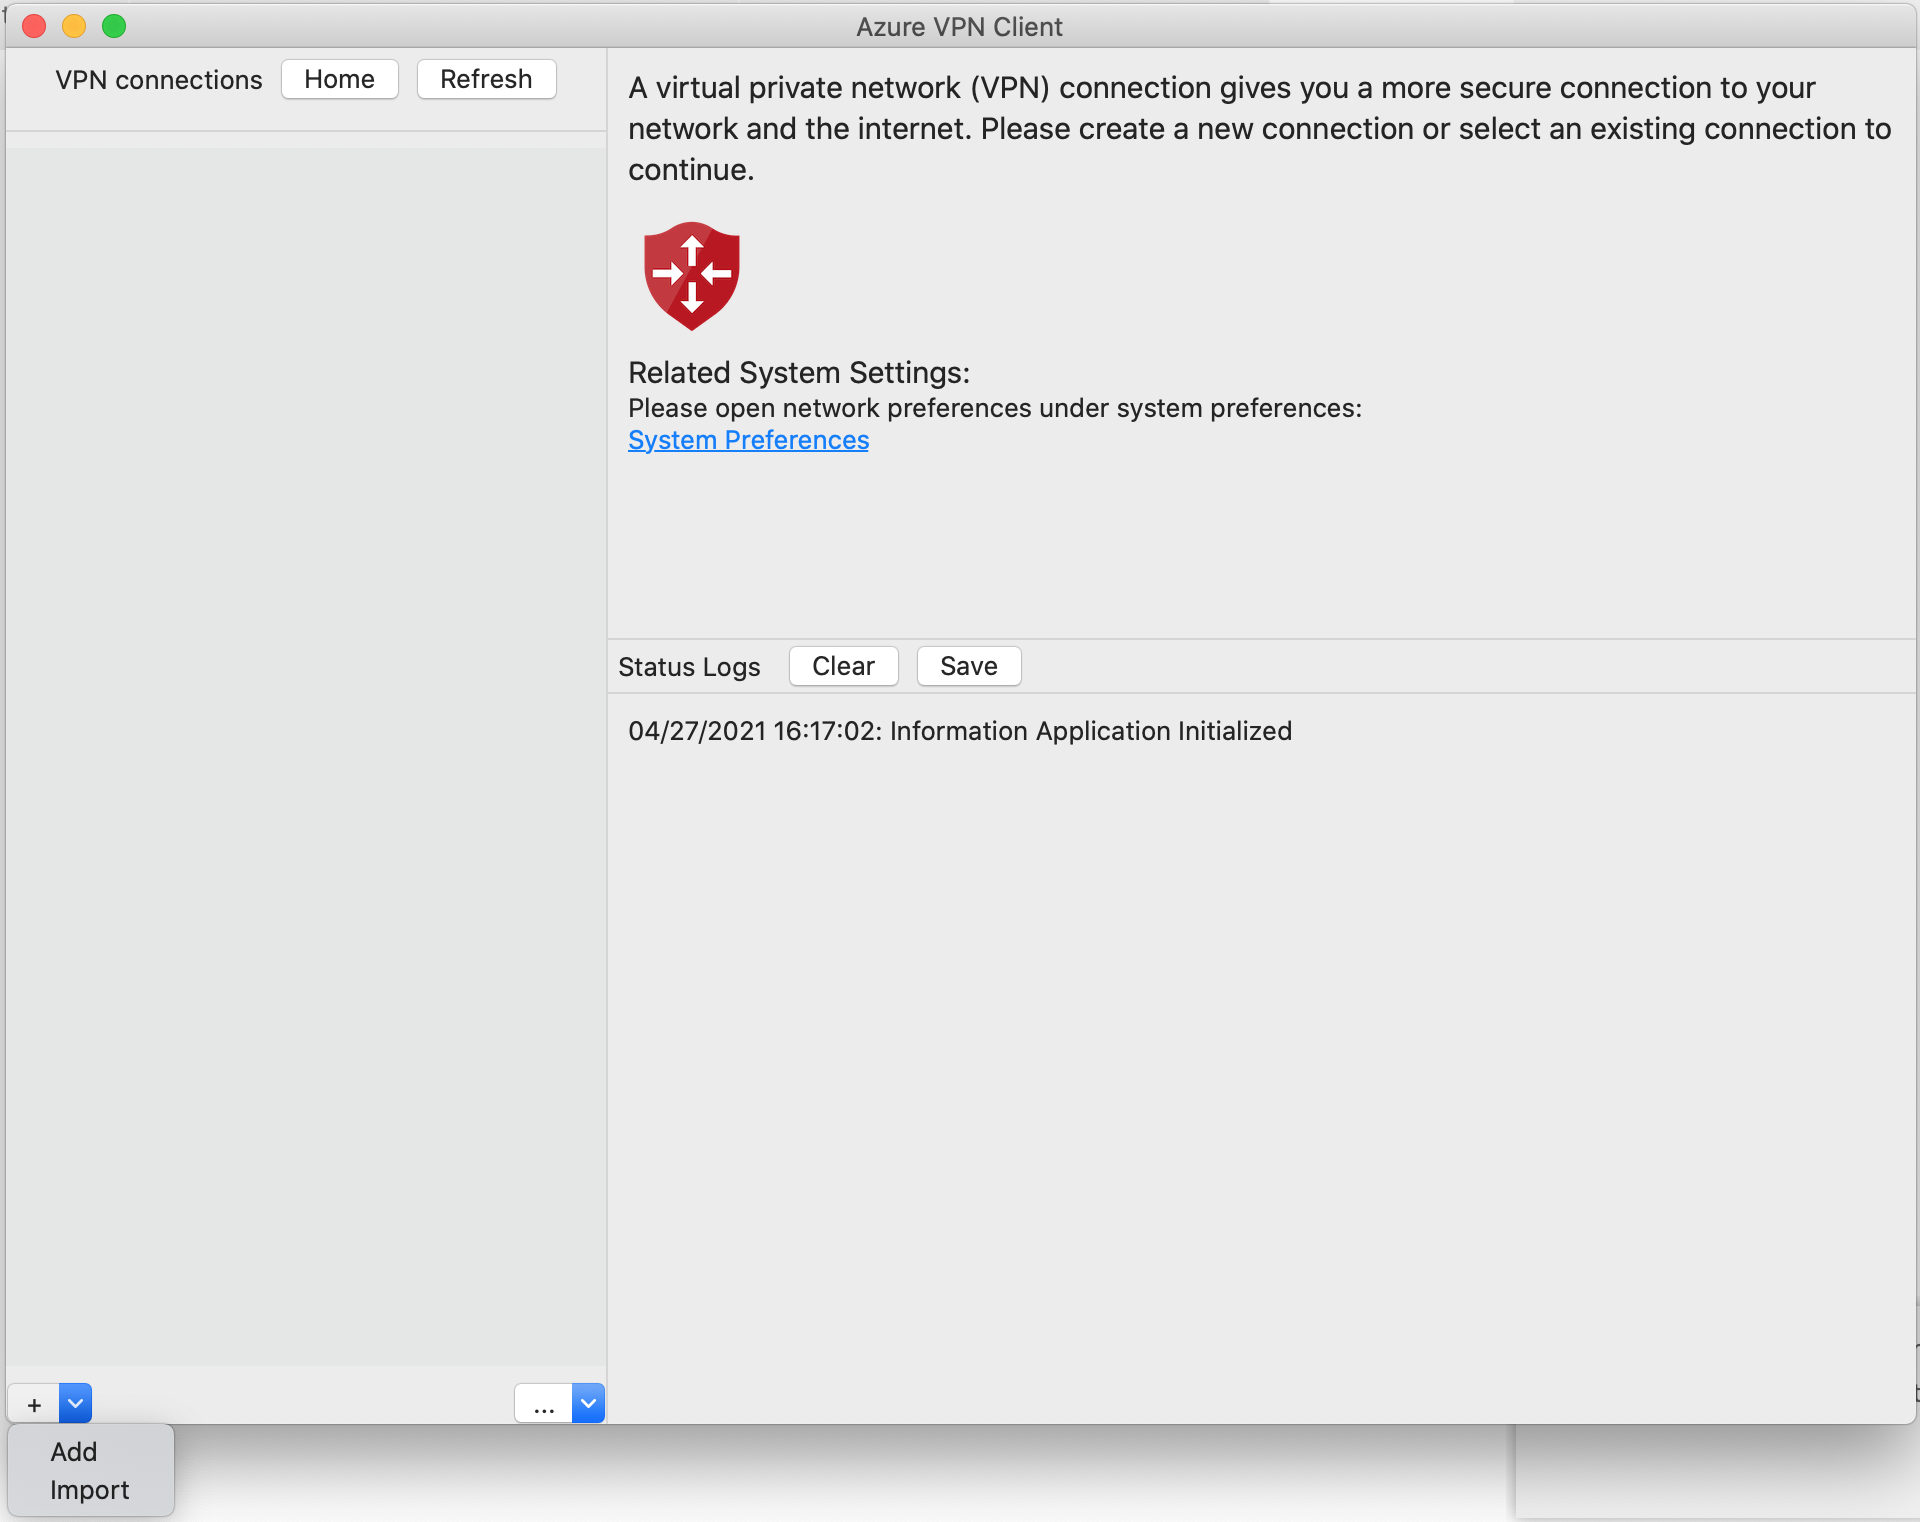 Azure VPN Client
VPN connections Home Refresh
A virtual private network (VPN) connection gives you a more secure connection to your
network and the internet. Please create a new connection or select an existing connection to
continue.
Related System Settings:
Please open network preferences under system preferences:
System Preferences
Status Logs Clear Save
04/27/2021 16:17:02: Information Application Initialized
+ ...
Add
Import